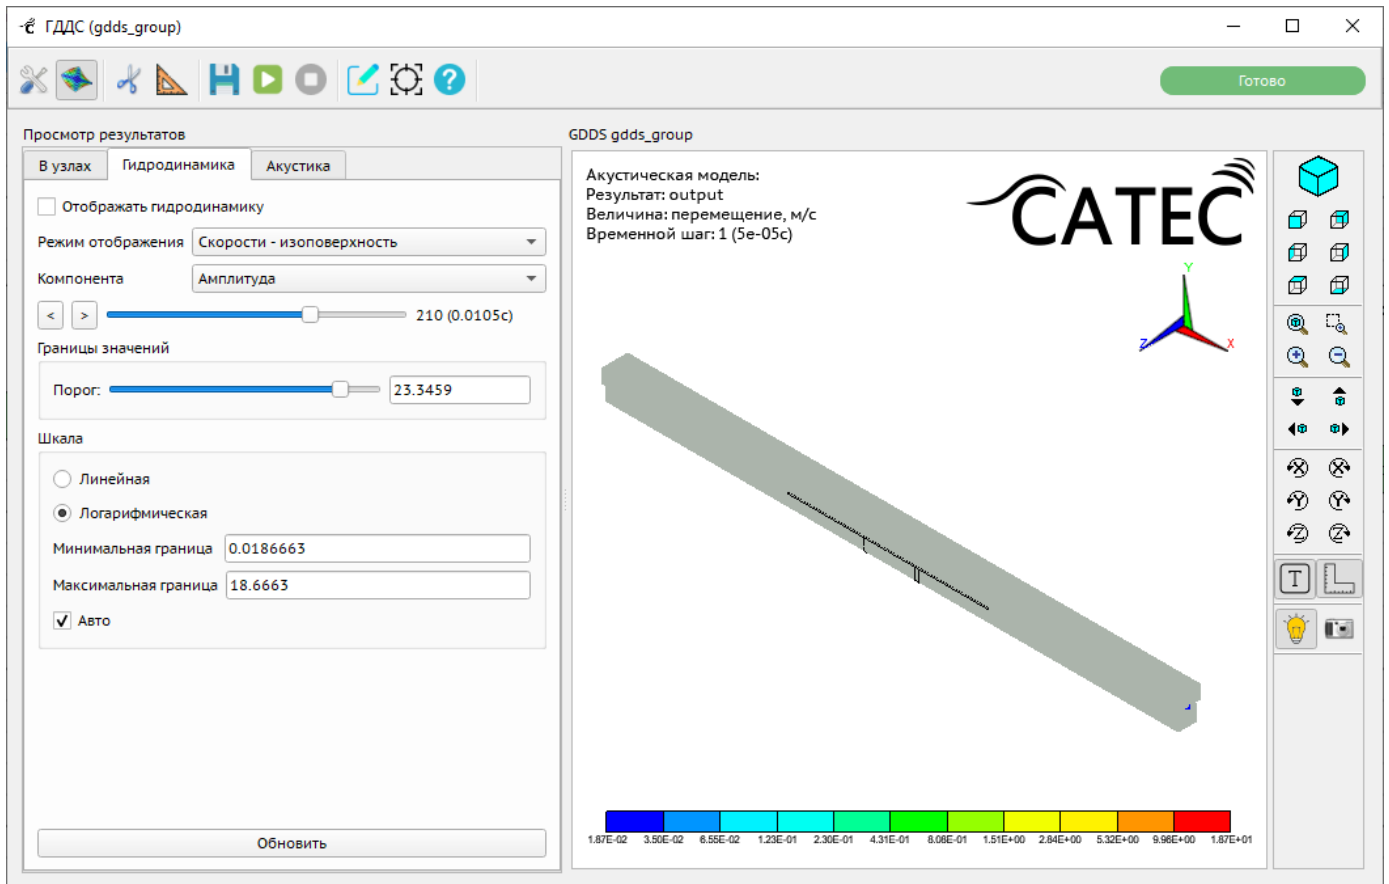 ГДДС (gdds_group)
Готово
Просмотр результатов
В узлах Гидродинамика Акустика
Отображать гидродинамику
Режим отображения Скорости - изоповерхность
Компонента Амплитуда
< > 210 (0.0105с)
Границы значений
Порог: 23.3459
Шкала
Линейная
Логарифмическая
Минимальная граница 0.0186663
Максимальная граница 18.6663
Авто
Обновить
GDDS gdds_group
Акустическая модель:
Результат: output
Величина: перемещение, м/с
Временной шаг: 1 (5e-05с)
CATEC
Y
Z X
1.87E-02 3.50E-02 6.55E-02 1.23E-01 2.30E-01 4.31E-01 8.08E-01 1.51E+00 2.84E+00 5.32E+00 9.96E+00 1.87E+01
X X
Y Y
Z Z
T